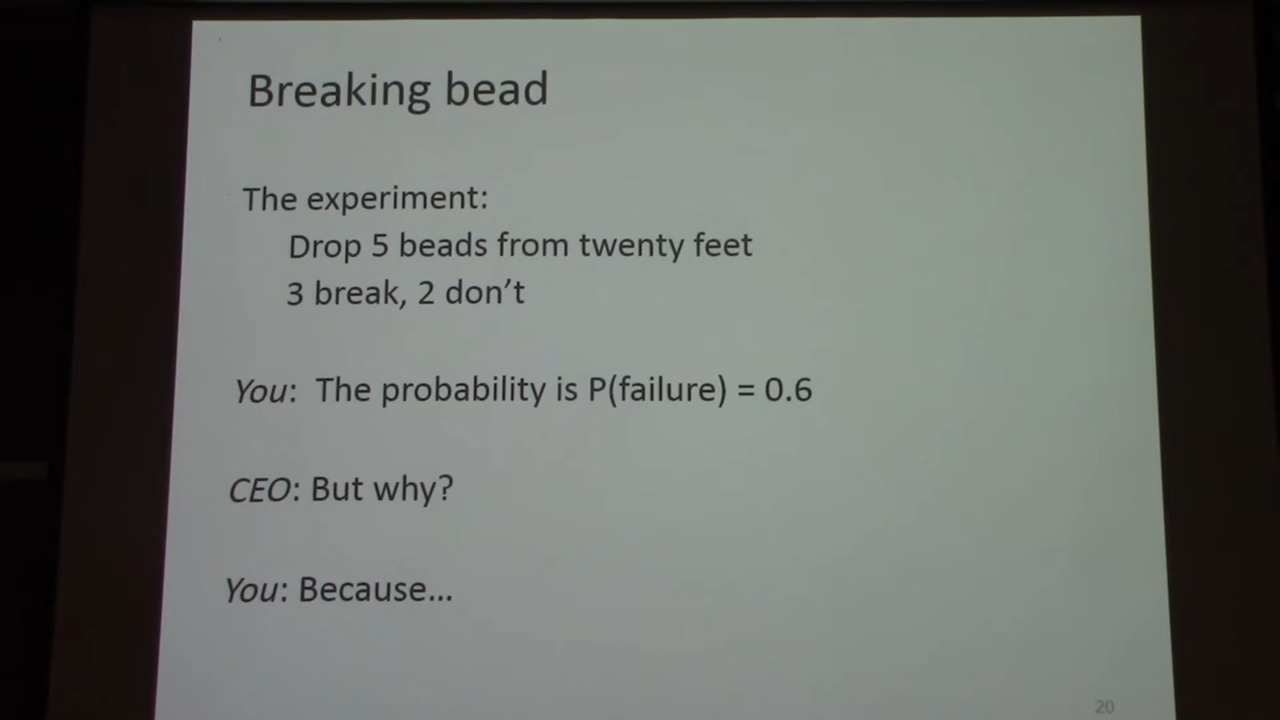 Breaking bead
The experiment:
Drop 5 beads from twenty feet
3 break, 2 don’t
You: The probability is P(failure) = 0.6
CEO: But why?
You: Because...
20